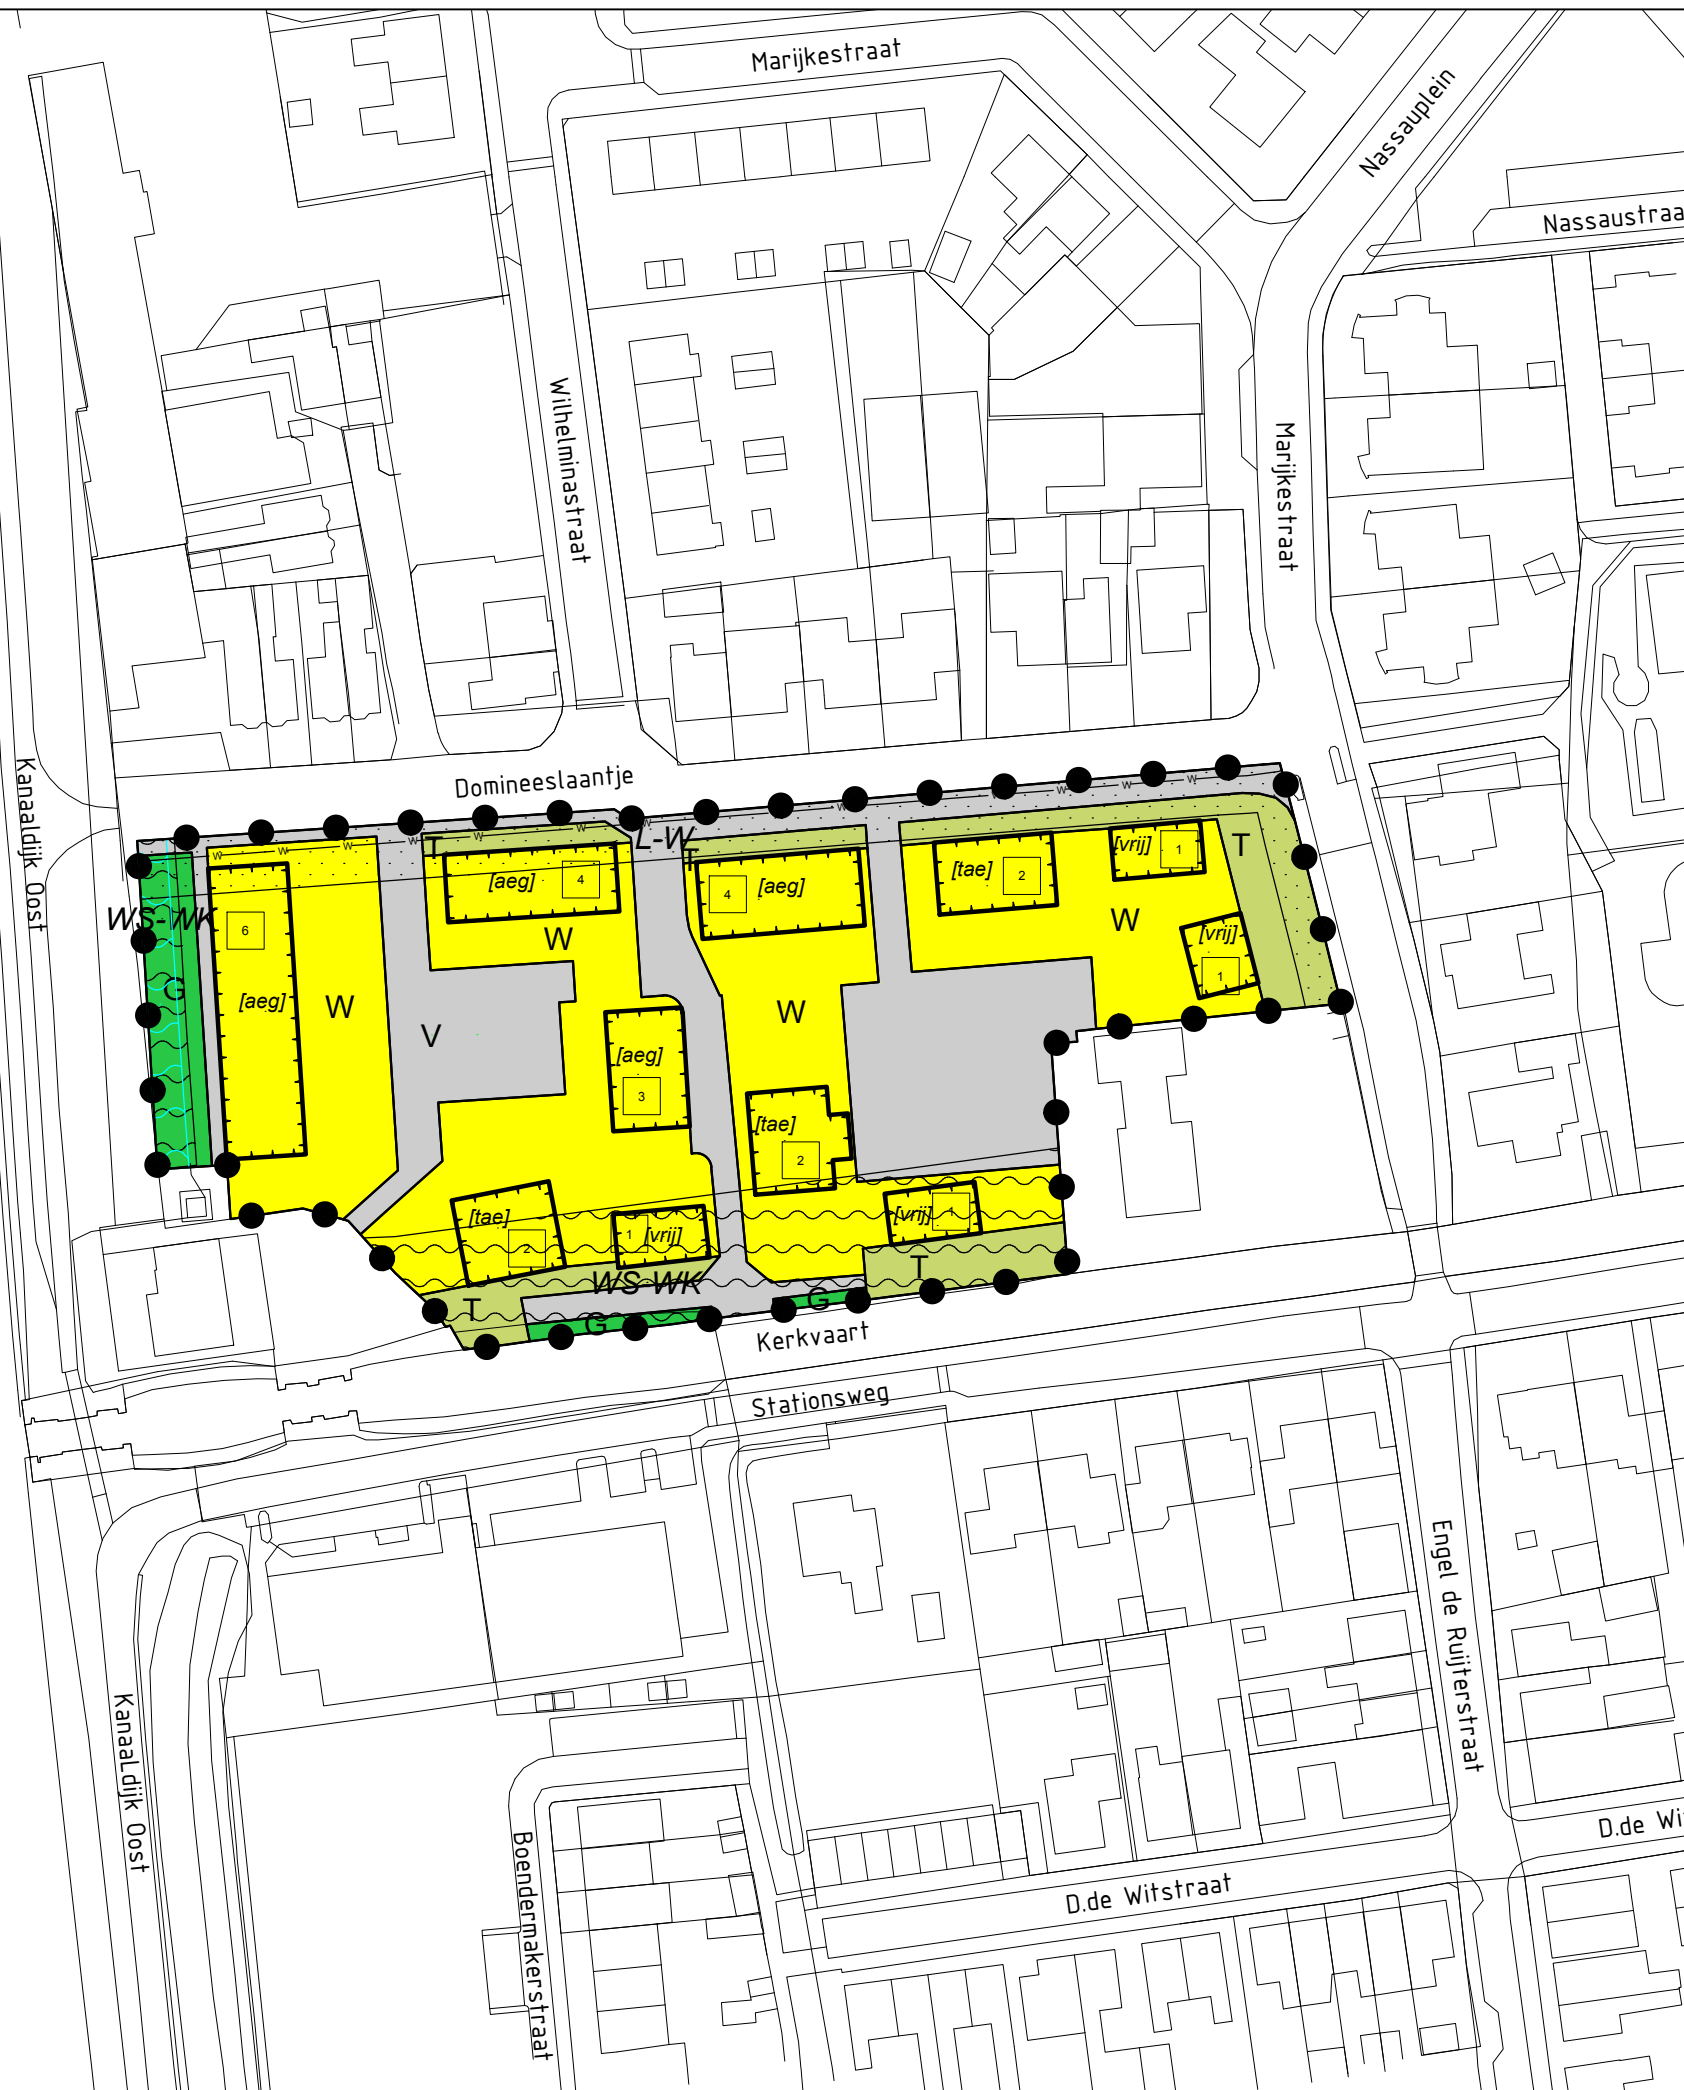 Marijkestraat
Nassauplein
Nassaustraa
Wilhelminastraat
Marijkestraat
Kanaaldijk Oost
Domineeslaantje
w w w w w w w w w w w w
L-W
T
T
T
[aeg] 4
4 [aeg]
[tae] 2
[vrij] 1
WS-WK
6
W
W
[vrij]
1
G
[aeg]
W
V
W
[aeg]
3
[tae]
2
[tae]
2
1 [vrij]
[vrij] 1
WS-WK
T
T
G
G
Kerkvaart
Stationsweg
Engel de Ruijterstraat
Kanaaldijk Oost
Boendermakerstraat
D.de Witstraat
D.de Wi